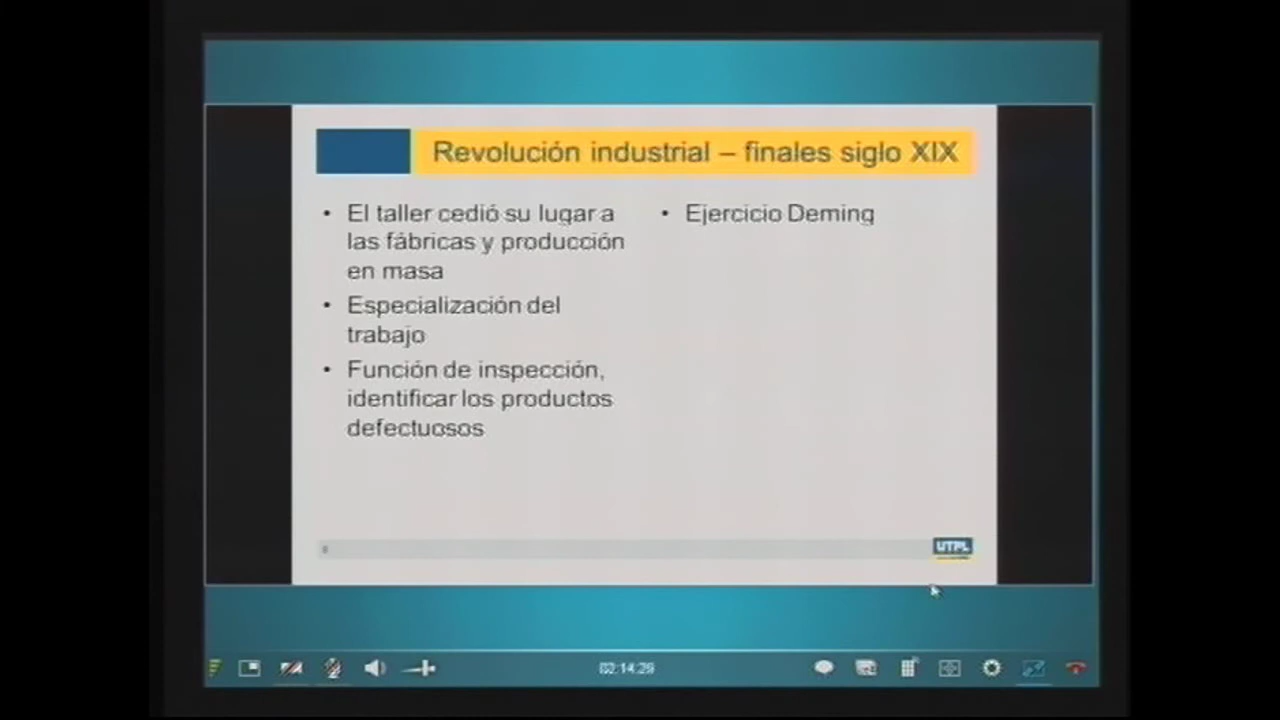 Revolución industrial – finales siglo XIX
• El taller cedió su lugar a
las fábricas y producción
en masa
• Especialización del
trabajo
• Función de inspección,
identificar los productos
defectuosos
• Ejercicio Deming
8
UTPL
02:14:29